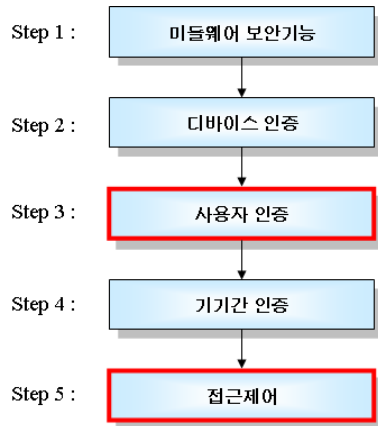 Step 1 : 미들웨어 보안기능
Step 2 : 디바이스 인증
Step 3 : 사용자 인증
Step 4 : 기기간 인증
Step 5 : 접근제어